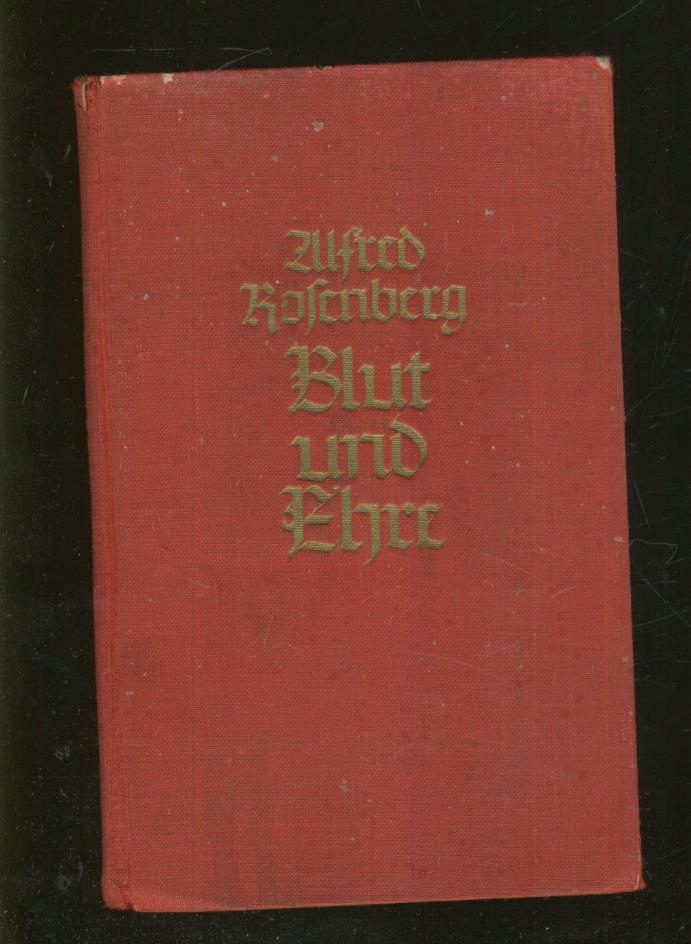 Alfred
Rosenberg
Blut
und
Ehre